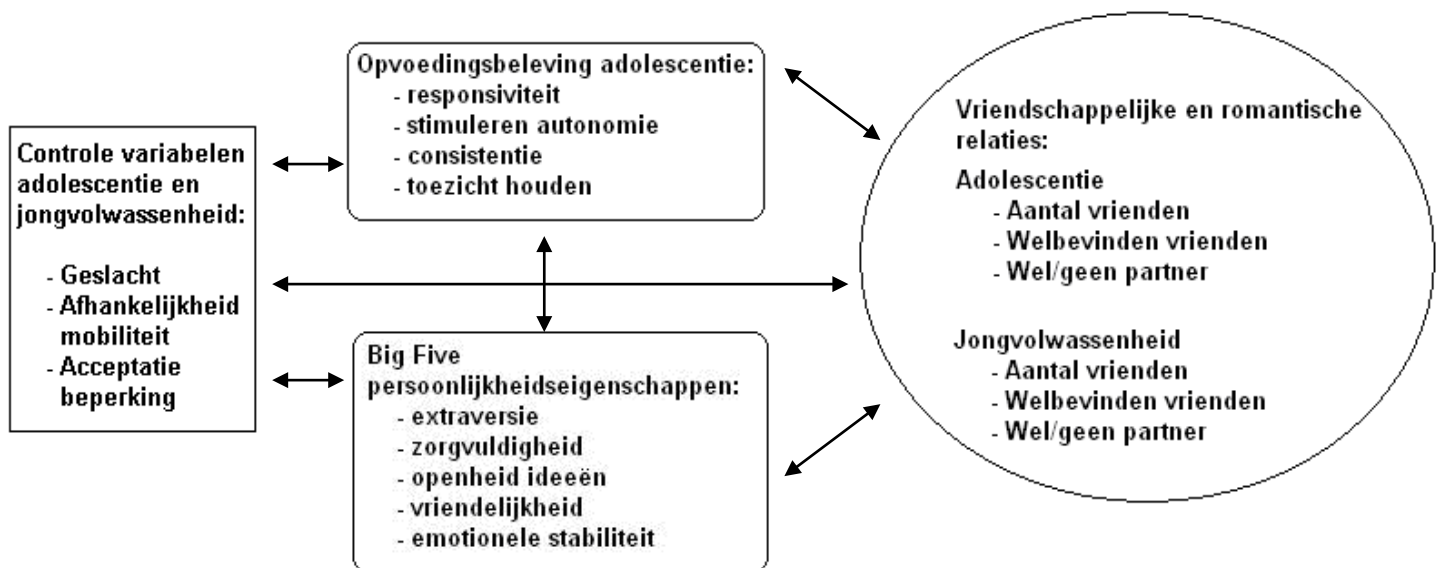 Controle variabelen
adolescentie en
jongvolwassenheid:
- Geslacht
- Afhankelijkheid
mobiliteit
- Acceptatie
beperking
Opvoedingsbeleving adolescentie:
- responsiviteit
- stimuleren autonomie
- consistentie
- toezicht houden
Big Five
persoonlijkheidseigenschappen:
- extraversie
- zorgvuldigheid
- openheid ideeën
- vriendelijkheid
- emotionele stabiliteit
Vriendschappelijke en romantische
relaties:
Adolescentie
- Aantal vrienden
- Welbevinden vrienden
- Wel/geen partner
Jongvolwassenheid
- Aantal vrienden
- Welbevinden vrienden
- Wel/geen partner